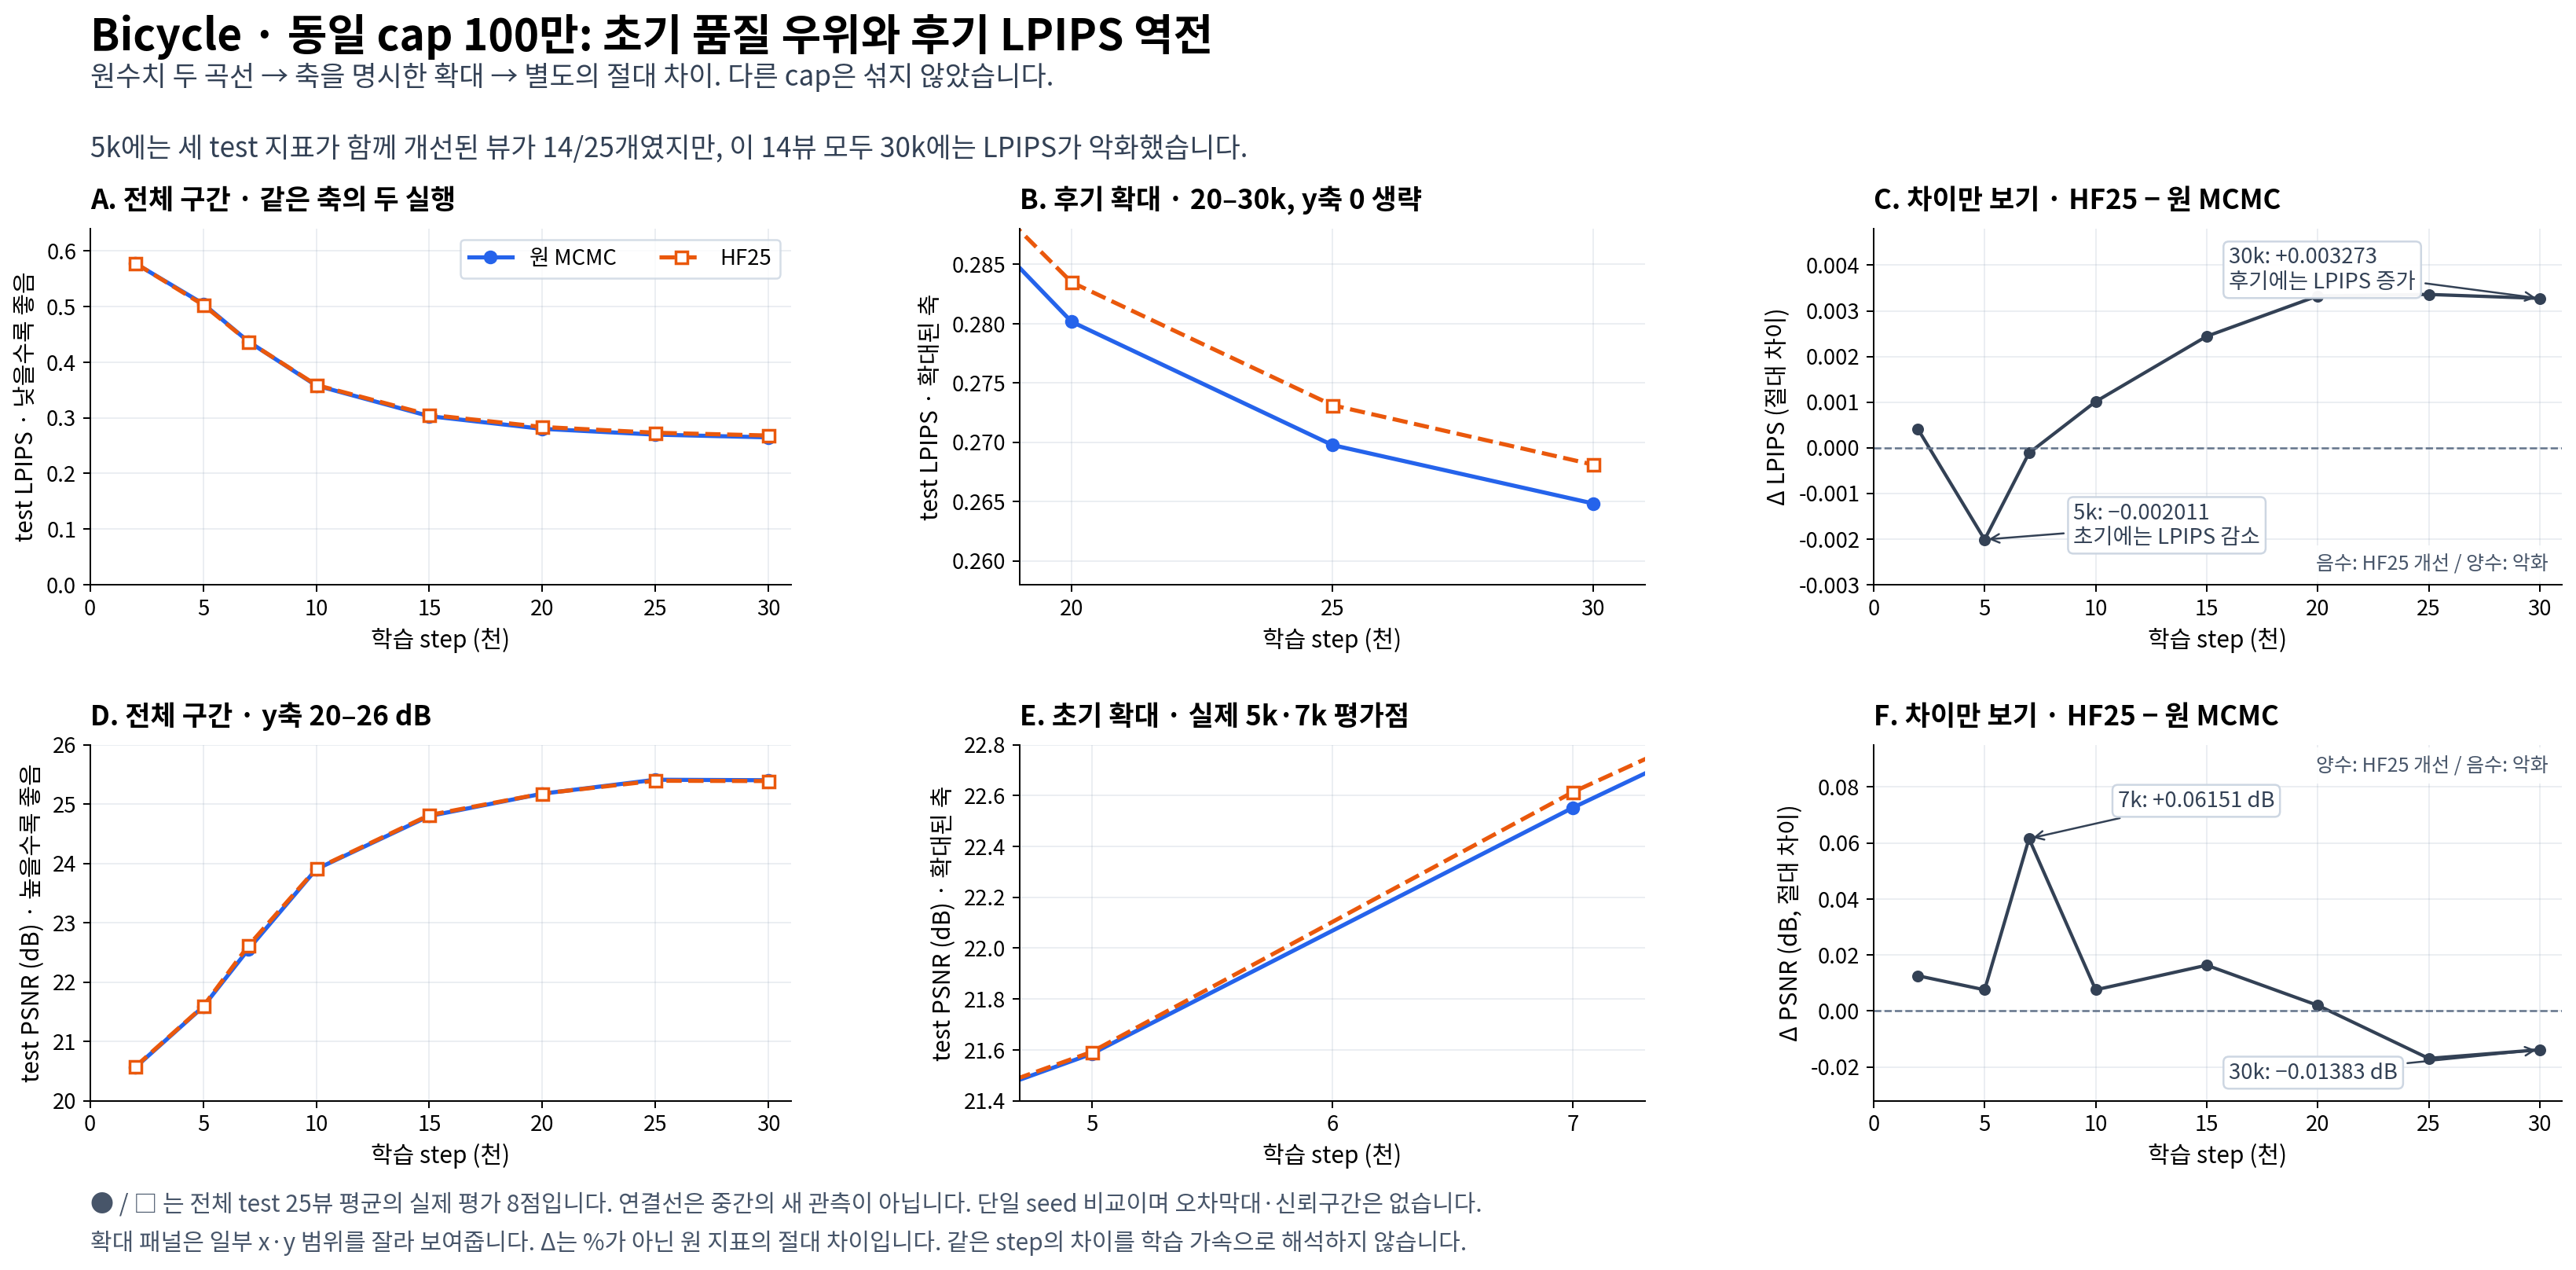 Bicycle · 동일 cap 100만: 초기 품질 우위와 후기 LPIPS 역전
원수치 두 곡선 → 축을 명시한 확대 → 별도의 절대 차이. 다른 cap은 섞지 않았습니다.
5k에는 세 test 지표가 함께 개선된 뷰가 14/25개였지만, 이 14뷰 모두 30k에는 LPIPS가 악화했습니다.
A. 전체 구간 · 같은 축의 두 실행
test LPIPS · 낮을수록 좋음
0.6
0.5
0.4
0.3
0.2
0.1
0.0
원 MCMC
HF25
0
5
10
15
20
25
30
학습 step (천)
B. 후기 확대 · 20–30k, y축 0 생략
test LPIPS · 확대된 축
0.285
0.280
0.275
0.270
0.265
0.260
20
25
30
학습 step (천)
C. 차이만 보기 · HF25 − 원 MCMC
Δ LPIPS (절대 차이)
0.004
0.003
0.002
0.001
0.000
-0.001
-0.002
-0.003
30k: +0.003273
후기에는 LPIPS 증가
5k: −0.002011
초기에는 LPIPS 감소
음수: HF25 개선 / 양수: 악화
0
5
10
15
20
25
30
학습 step (천)
D. 전체 구간 · y축 20–26 dB
test PSNR (dB) · 높을수록 좋음
26
25
24
23
22
21
20
0
5
10
15
20
25
30
학습 step (천)
E. 초기 확대 · 실제 5k·7k 평가점
test PSNR (dB) · 확대된 축
22.8
22.6
22.4
22.2
22.0
21.8
21.6
21.4
5
6
7
학습 step (천)
F. 차이만 보기 · HF25 − 원 MCMC
Δ PSNR (dB, 절대 차이)
0.08
0.06
0.04
0.02
0.00
-0.02
양수: HF25 개선 / 음수: 악화
7k: +0.06151 dB
30k: −0.01383 dB
0
5
10
15
20
25
30
학습 step (천)
● / □ 는 전체 test 25뷰 평균의 실제 평가 8점입니다. 연결선은 중간의 새 관측이 아닙니다. 단일 seed 비교이며 오차막대·신뢰구간은 없습니다.
확대 패널은 일부 x·y 범위를 잘라 보여줍니다. Δ는 %가 아닌 원 지표의 절대 차이입니다. 같은 step의 차이를 학습 가속으로 해석하지 않습니다.